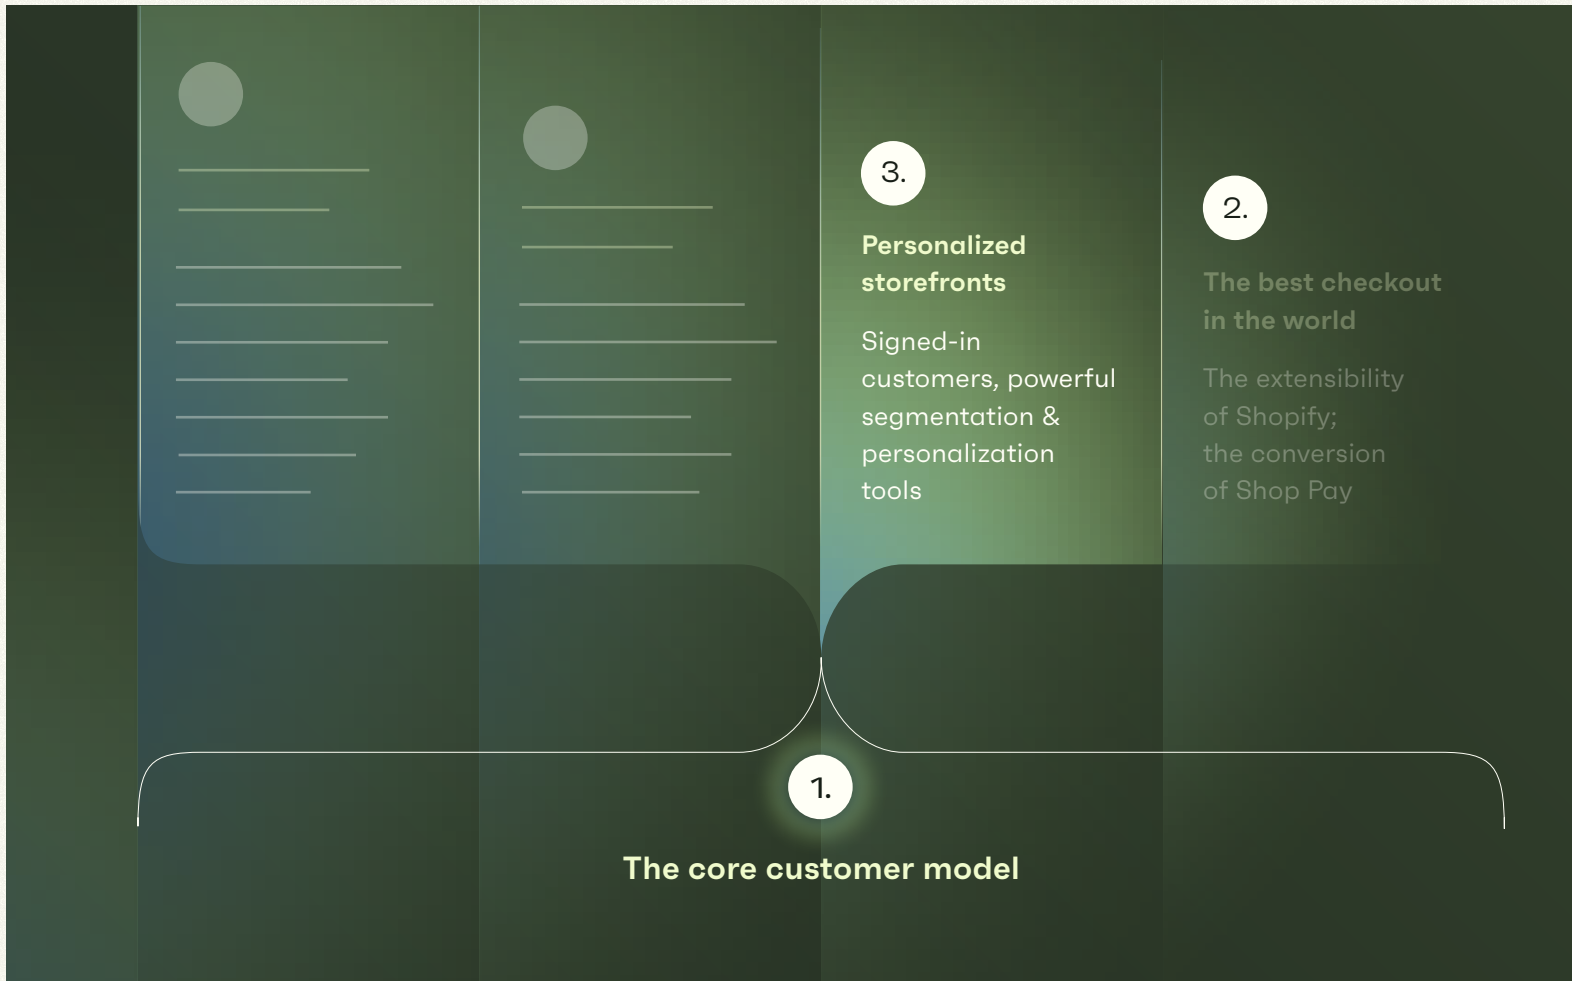 3.
Personalized
storefronts
Signed-in
customers, powerful
segmentation &
personalization
tools
2.
The best checkout
in the world
The extensibility
of Shopify;
the conversion
of Shop Pay
1.
The core customer model